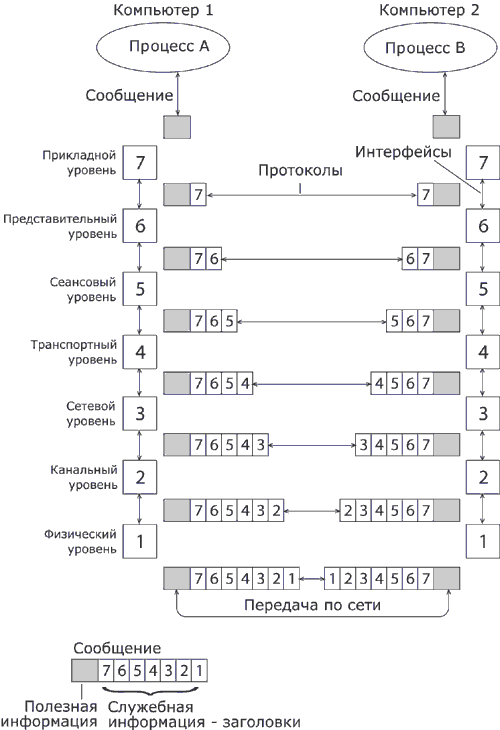 Компьютер 1 Компьютер 2
Процесс А Процесс В
Сообщение Сообщение
Прикладной
уровень
7
7
Интерфейсы
Протоколы
7 7
Представительный
уровень
6
6
7 6 6 7
Сеансовый
уровень
5
5
7 6 5 5 6 7
Транспортный
уровень
4
4
7 6 5 4 4 5 6 7
Сетевой
уровень
3
3
7 6 5 4 3 3 4 5 6 7
Канальный
уровень
2
2
7 6 5 4 3 2 2 3 4 5 6 7
Физический
уровень
1
1
7 6 5 4 3 2 1 1 2 3 4 5 6 7
Передача по сети
Сообщение
7 6 5 4 3 2 1
Полезная
информация
Служебная
информация - заголовки